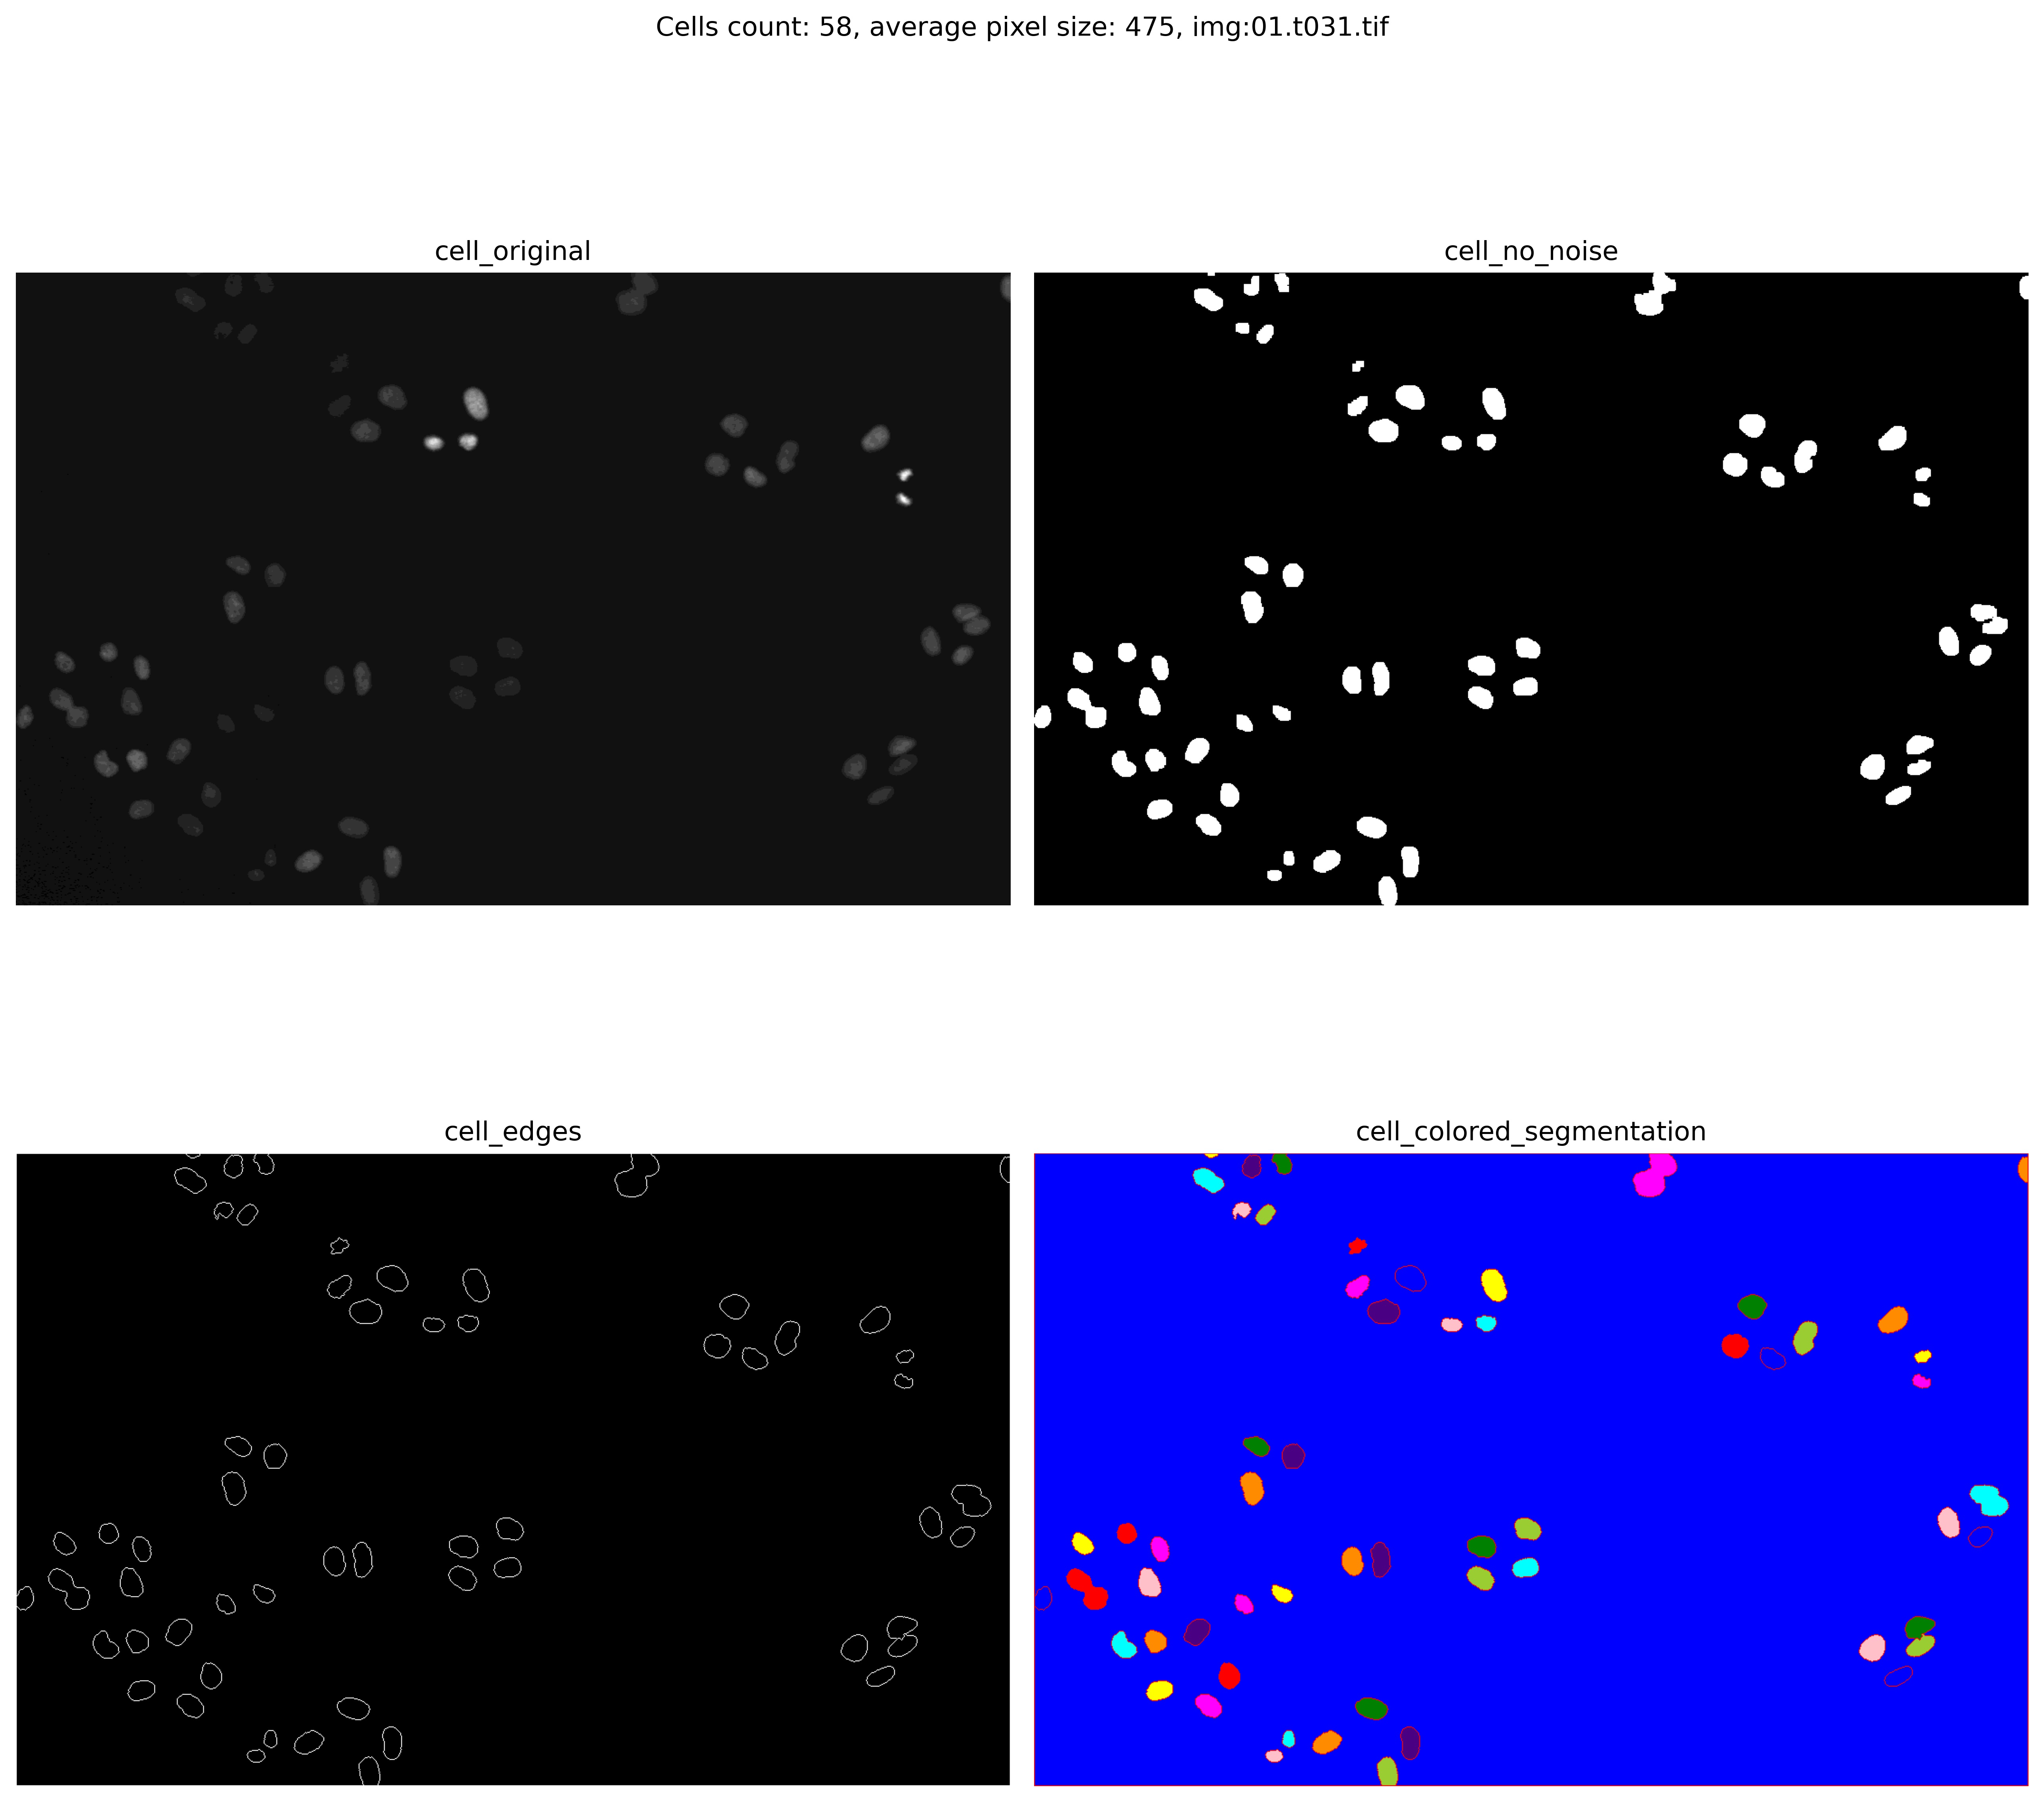 Cells count: 58, average pixel size: 475, img:01.t031.tif
cell_original
cell_no_noise
cell_edges
cell_colored_segmentation